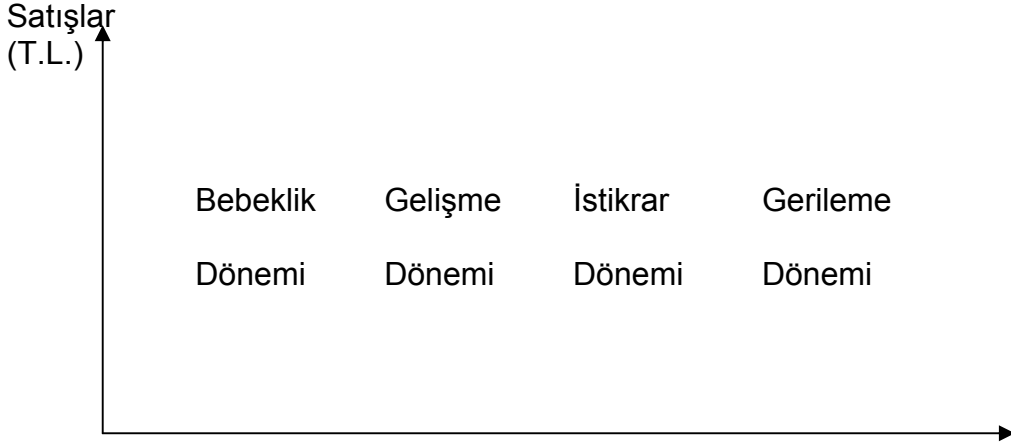 Satışlar
(T.L.)
Bebeklik Gelişme İstikrar Gerileme
Dönemi Dönemi Dönemi Dönemi